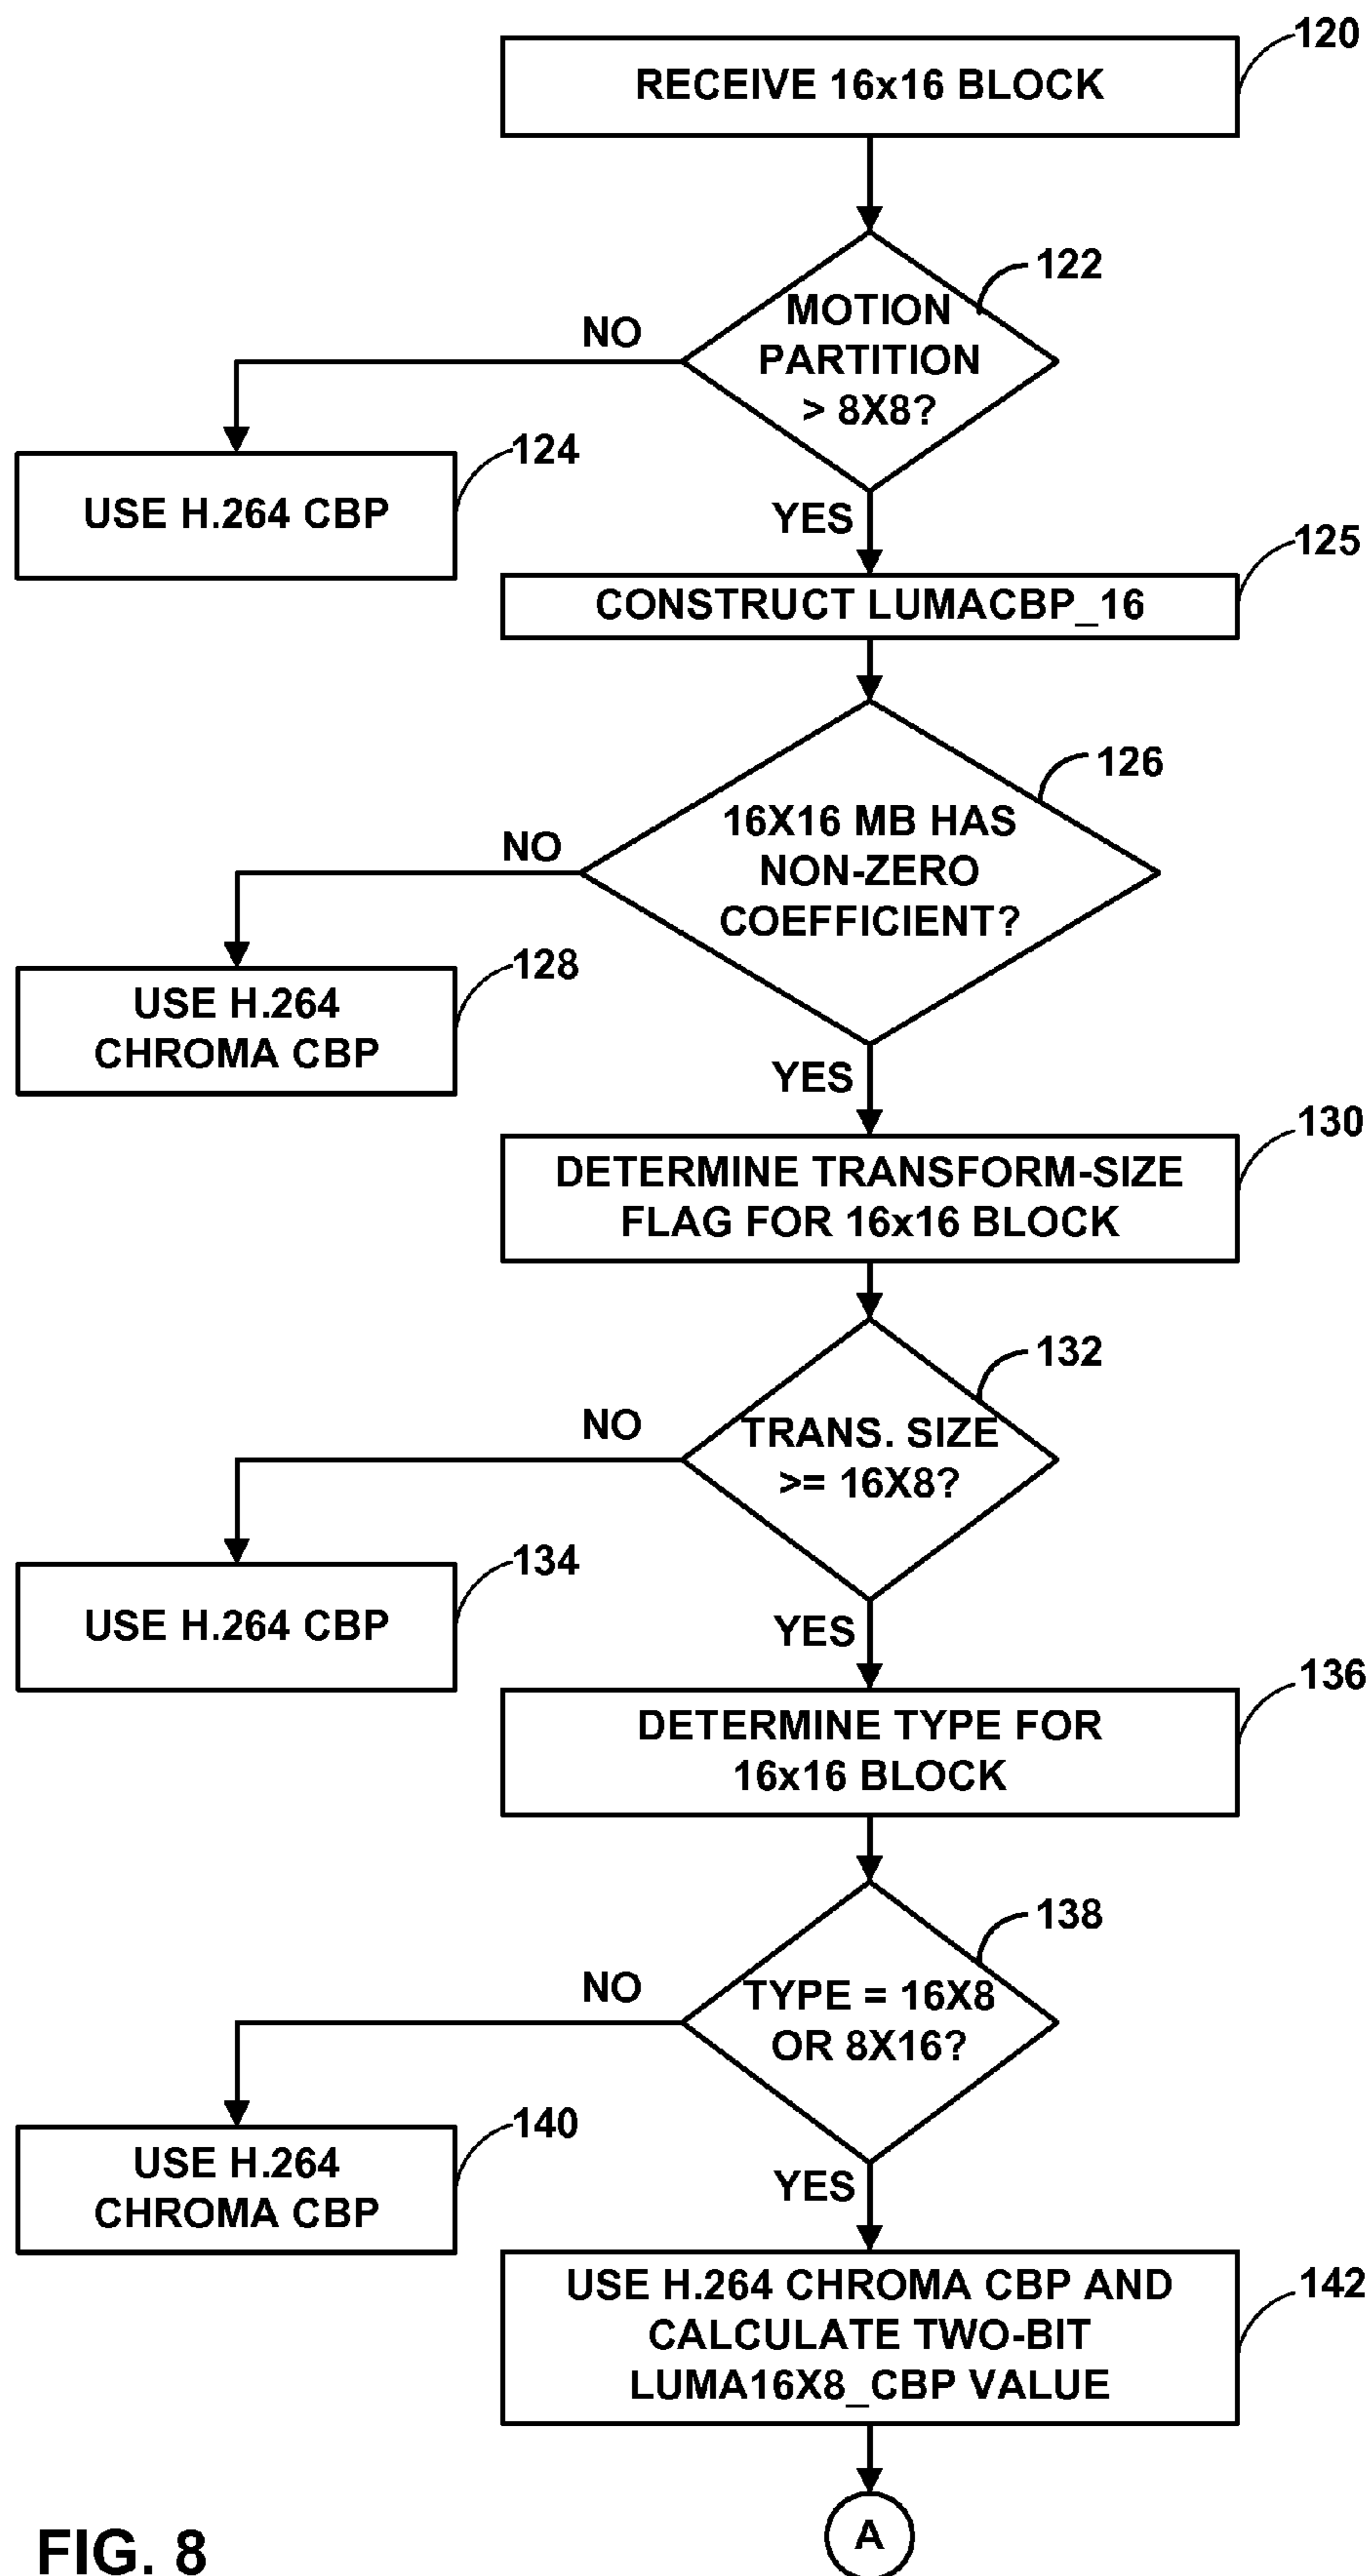 120
RECEIVE 16x16 BLOCK
122
MOTION
PARTITION
> 8X8?
NO
124
USE H.264 CBP
YES
125
CONSTRUCT LUMACBP_16
126
16X16 MB HAS
NON-ZERO
COEFFICIENT?
NO
128
USE H.264
CHROMA CBP
YES
130
DETERMINE TRANSFORM-SIZE
FLAG FOR 16x16 BLOCK
132
TRANS. SIZE
>= 16X8?
NO
134
USE H.264 CBP
YES
136
DETERMINE TYPE FOR
16x16 BLOCK
138
TYPE = 16X8
OR 8X16?
NO
140
USE H.264
CHROMA CBP
YES
142
USE H.264 CHROMA CBP AND
CALCULATE TWO-BIT
LUMA16X8_CBP VALUE
A
FIG. 8